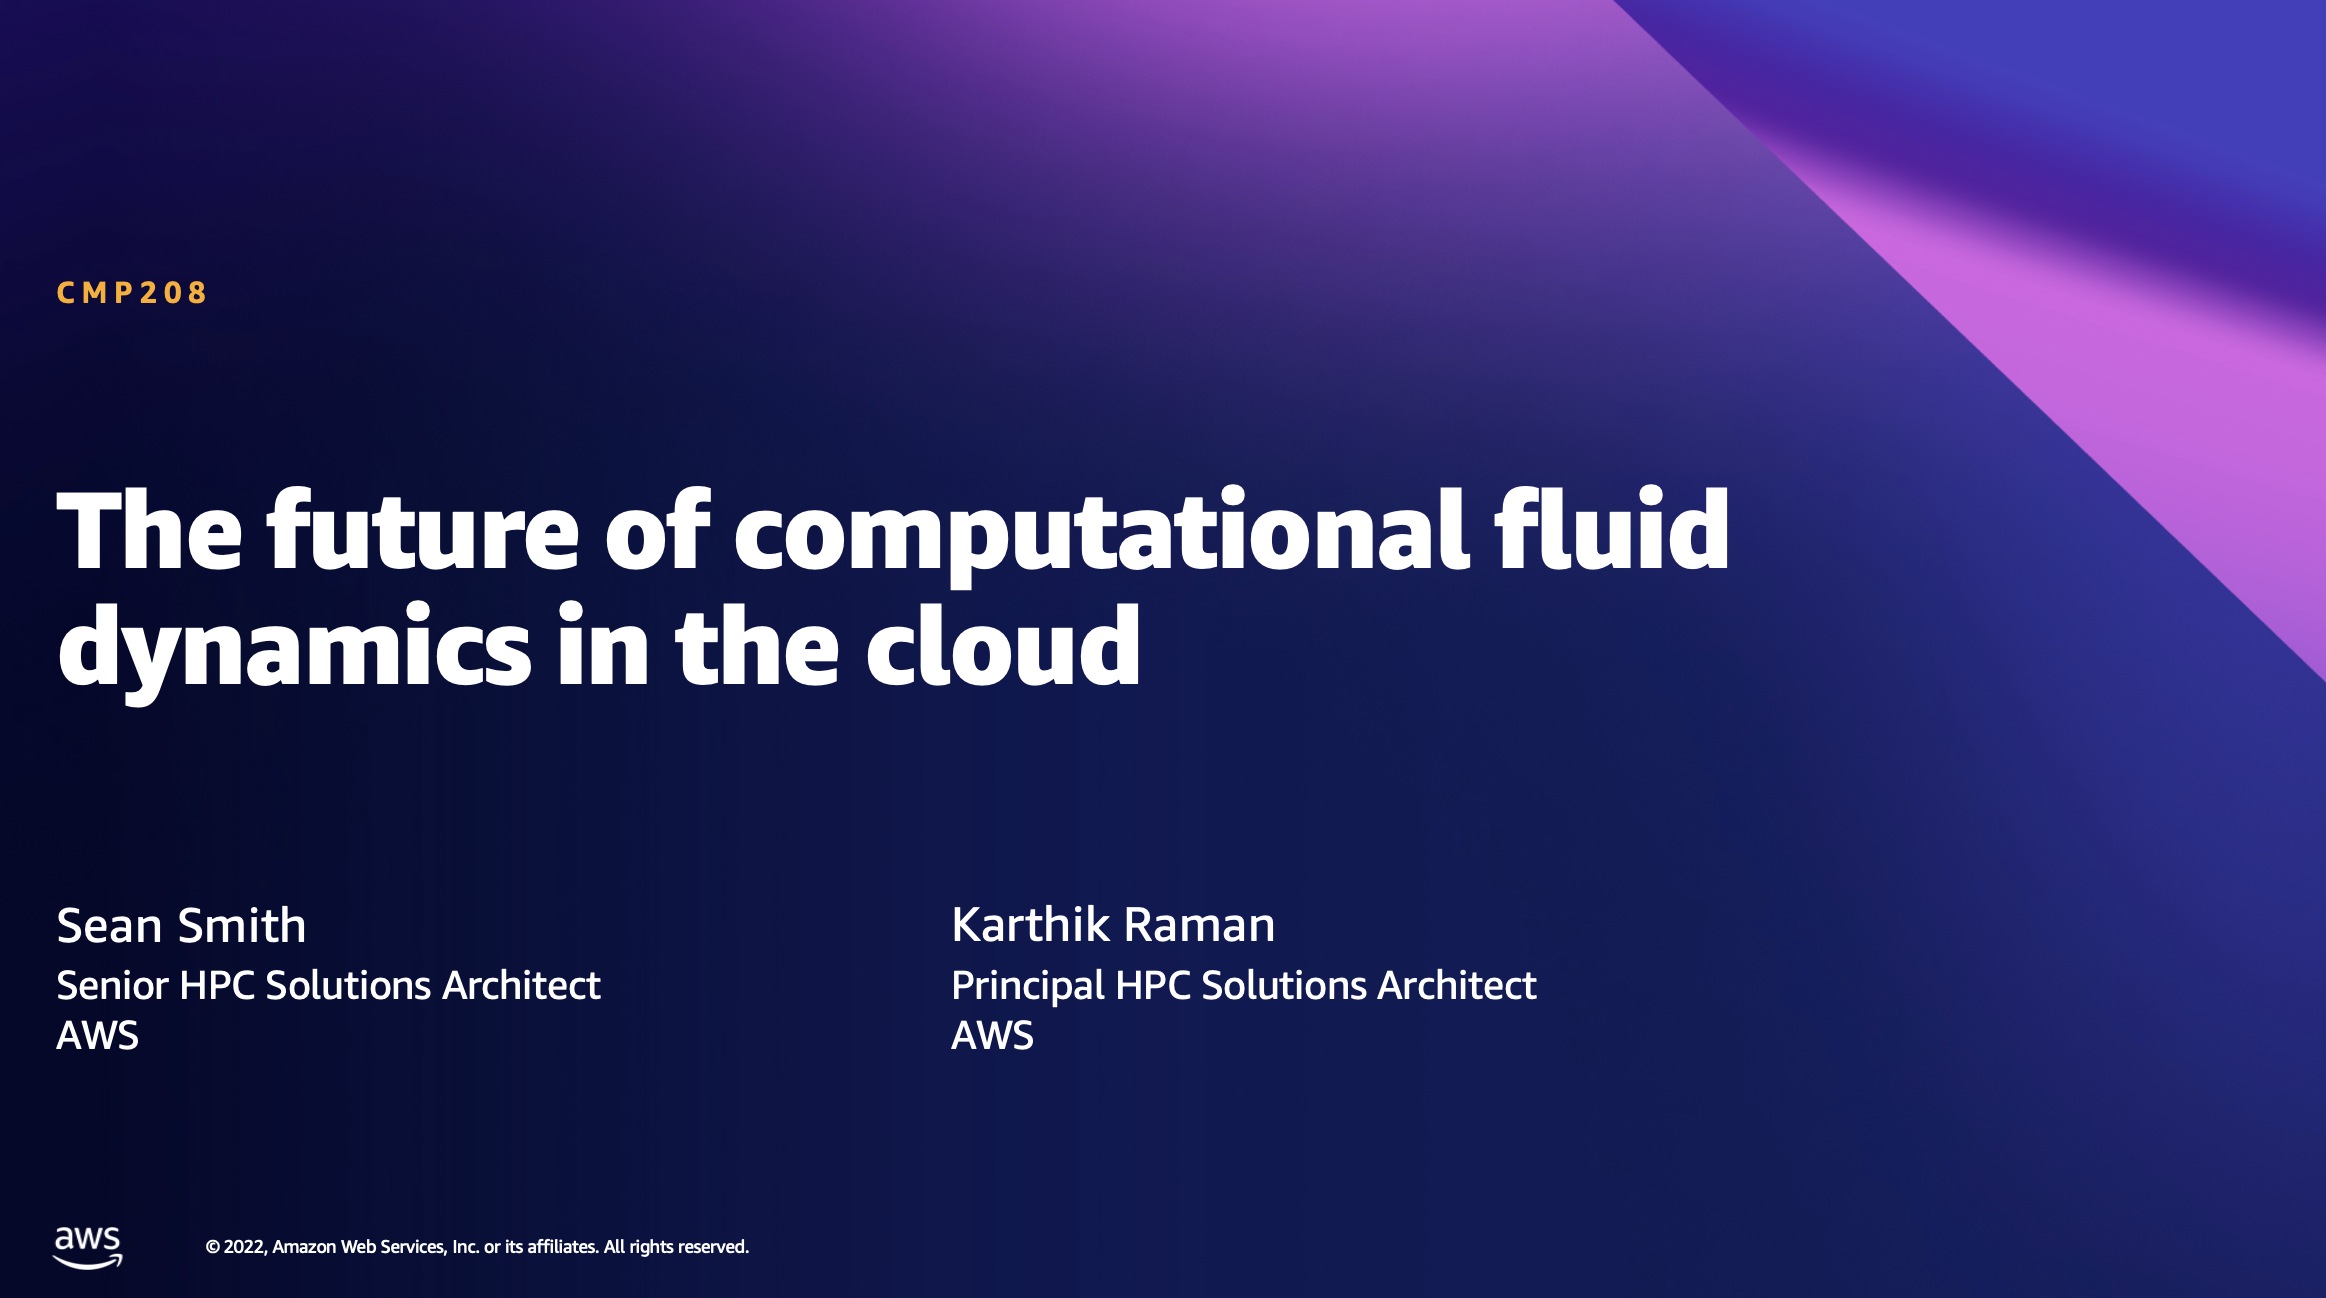 CMP208
The future of computational fluid
dynamics in the cloud
Sean Smith
Senior HPC Solutions Architect
AWS
Karthik Raman
Principal HPC Solutions Architect
AWS
aws
© 2022, Amazon Web Services, Inc. or its affiliates. All rights reserved.